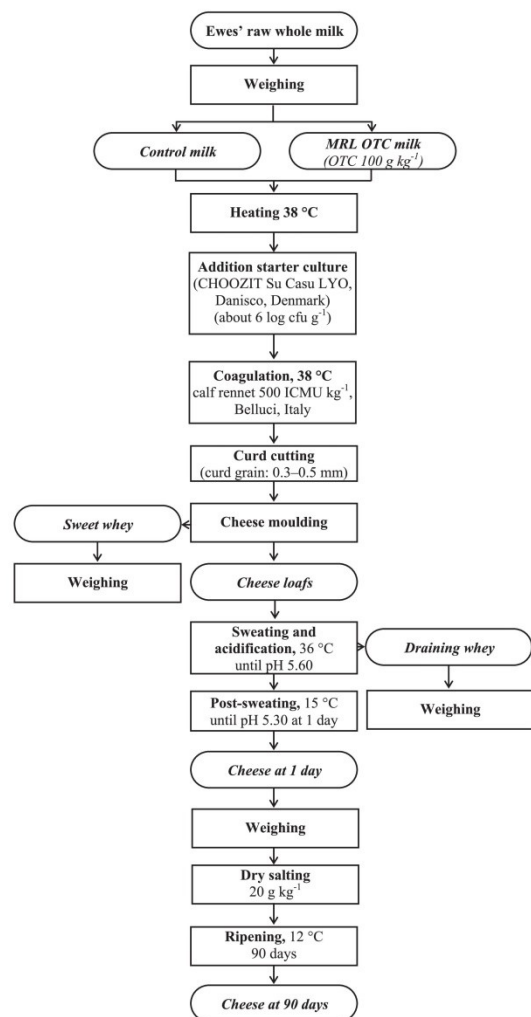 Ewes' raw whole milk
Weighing
Control milk
MRL OTC milk
(OTC 100 g kg⁻¹)
Heating 38 °C
Addition starter culture
(CHOOZIT Su Casu LYO,
Danisco, Denmark)
(about 6 log cfu g⁻¹)
Coagulation, 38 °C
calf rennet 500 ICMU kg⁻¹,
Belluci, Italy
Curd cutting
(curd grain: 0.3–0.5 mm)
Sweet whey
Cheese moulding
Weighing
Cheese loafs
Sweating and
acidification, 36 °C
until pH 5.60
Draining whey
Post-sweating, 15 °C
until pH 5.30 at 1 day
Weighing
Cheese at 1 day
Weighing
Dry salting
20 g kg⁻¹
Ripening, 12 °C
90 days
Cheese at 90 days